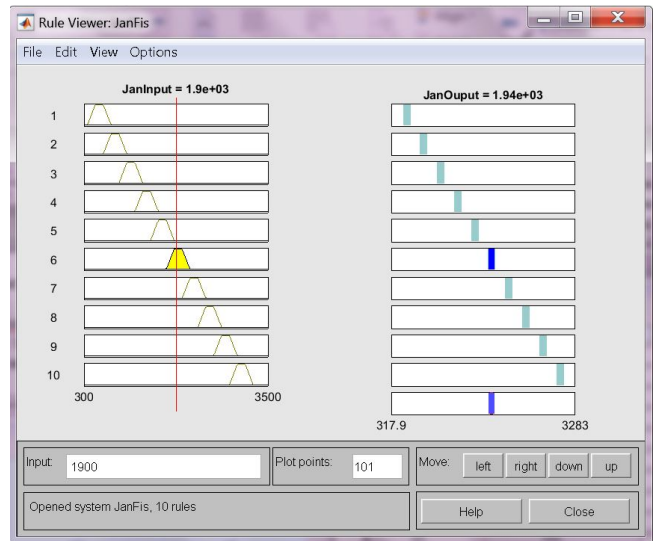 Rule Viewer: JanFis
File Edit View Options
JanInput = 1.9e+03
JanOuput = 1.94e+03
1
2
3
4
5
6
7
8
9
10
300 3500
317.9 3283
Input: 1900
Plot points: 101
Move: left right down up
Opened system JanFis, 10 rules
Help Close